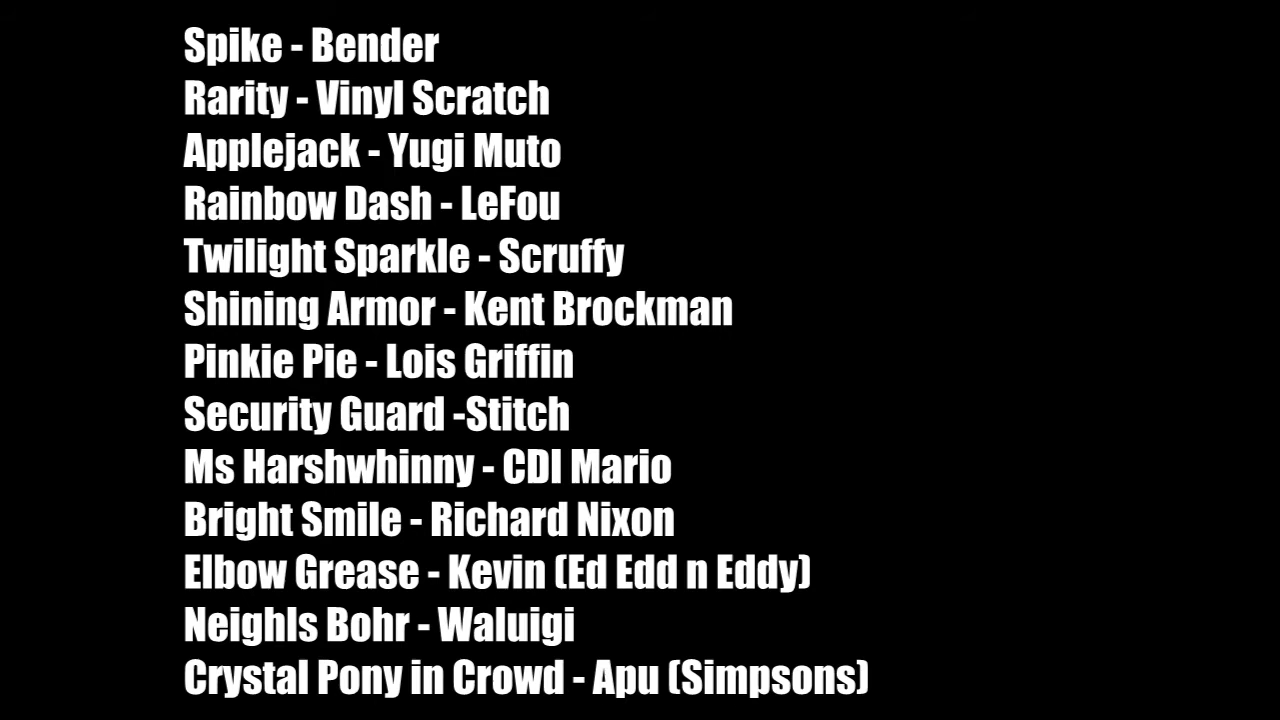 Spike - Bender
Rarity - Vinyl Scratch
Applejack - Yugi Muto
Rainbow Dash - LeFou
Twilight Sparkle - Scruffy
Shining Armor - Kent Brockman
Pinkie Pie - Lois Griffin
Security Guard -Stitch
Ms Harshwhinny - CDI Mario
Bright Smile - Richard Nixon
Elbow Grease - Kevin (Ed Edd n Eddy)
Neighls Bohr - Waluigi
Crystal Pony in Crowd - Apu (Simpsons)